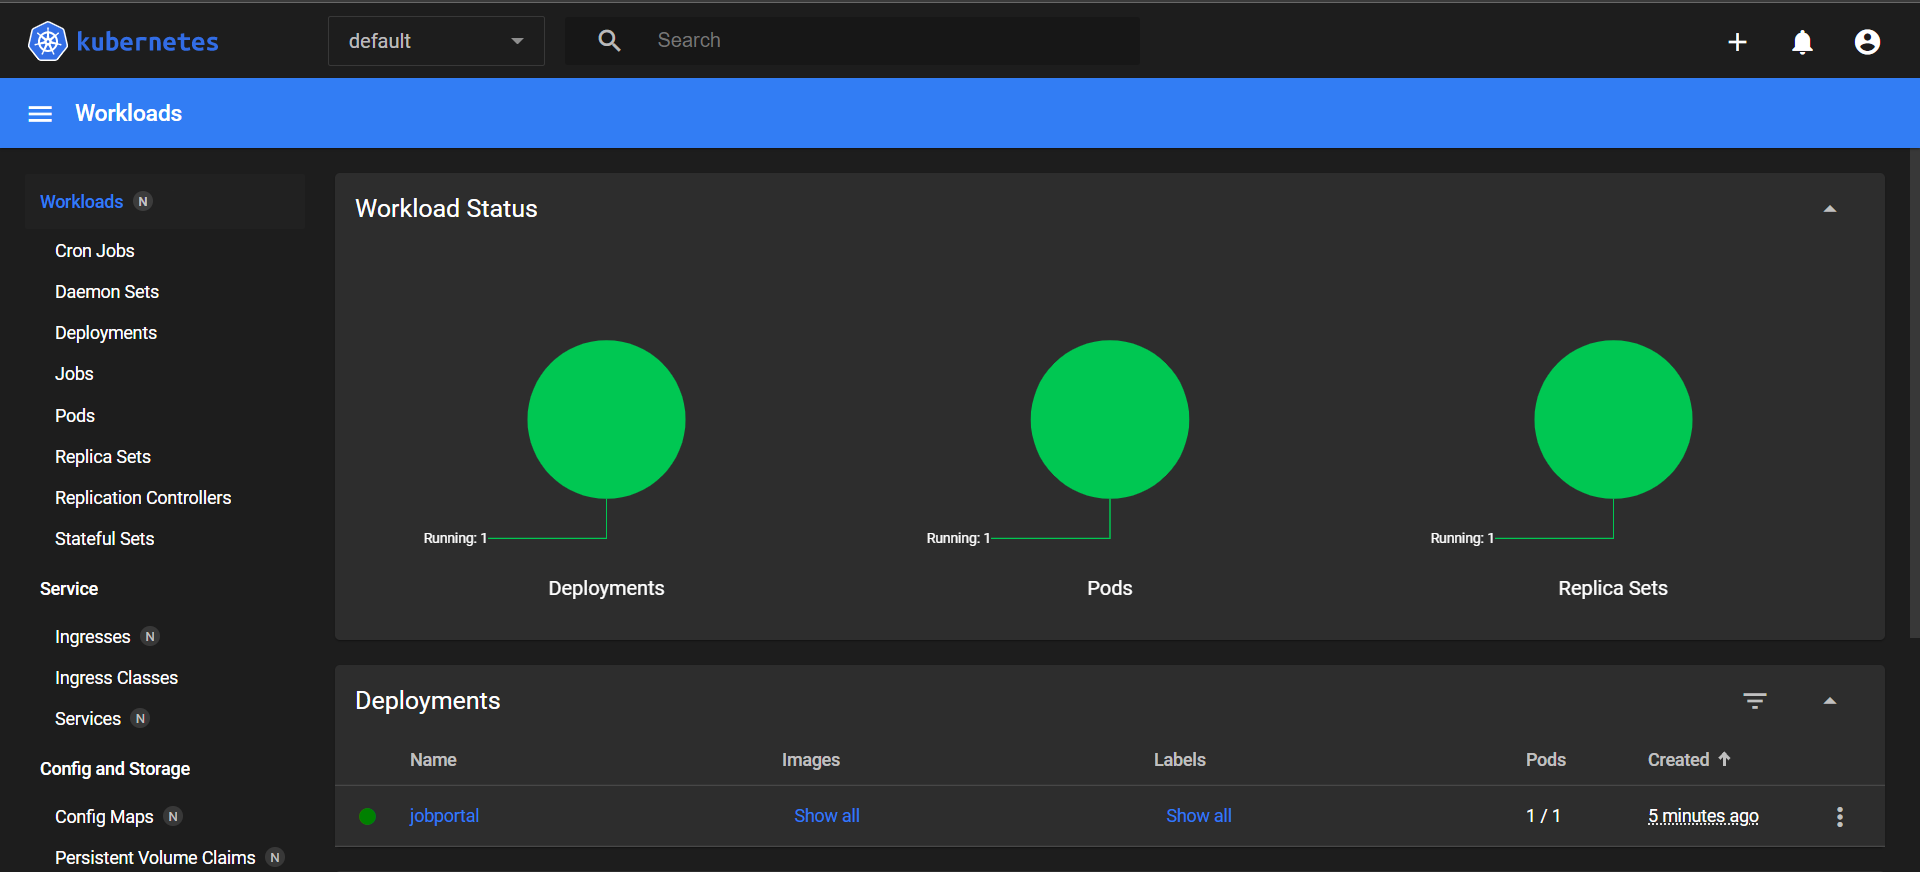 kubernetes
default
Search
Workloads
Workloads N
Cron Jobs
Daemon Sets
Deployments
Jobs
Pods
Replica Sets
Replication Controllers
Stateful Sets
Service
Ingresses N
Ingress Classes
Services N
Config and Storage
Config Maps N
Persistent Volume Claims N
Workload Status
Running: 1
Deployments
Running: 1
Pods
Running: 1
Replica Sets
Deployments
Name Images Labels Pods Created
jobportal Show all Show all 1 / 1 5 minutes ago